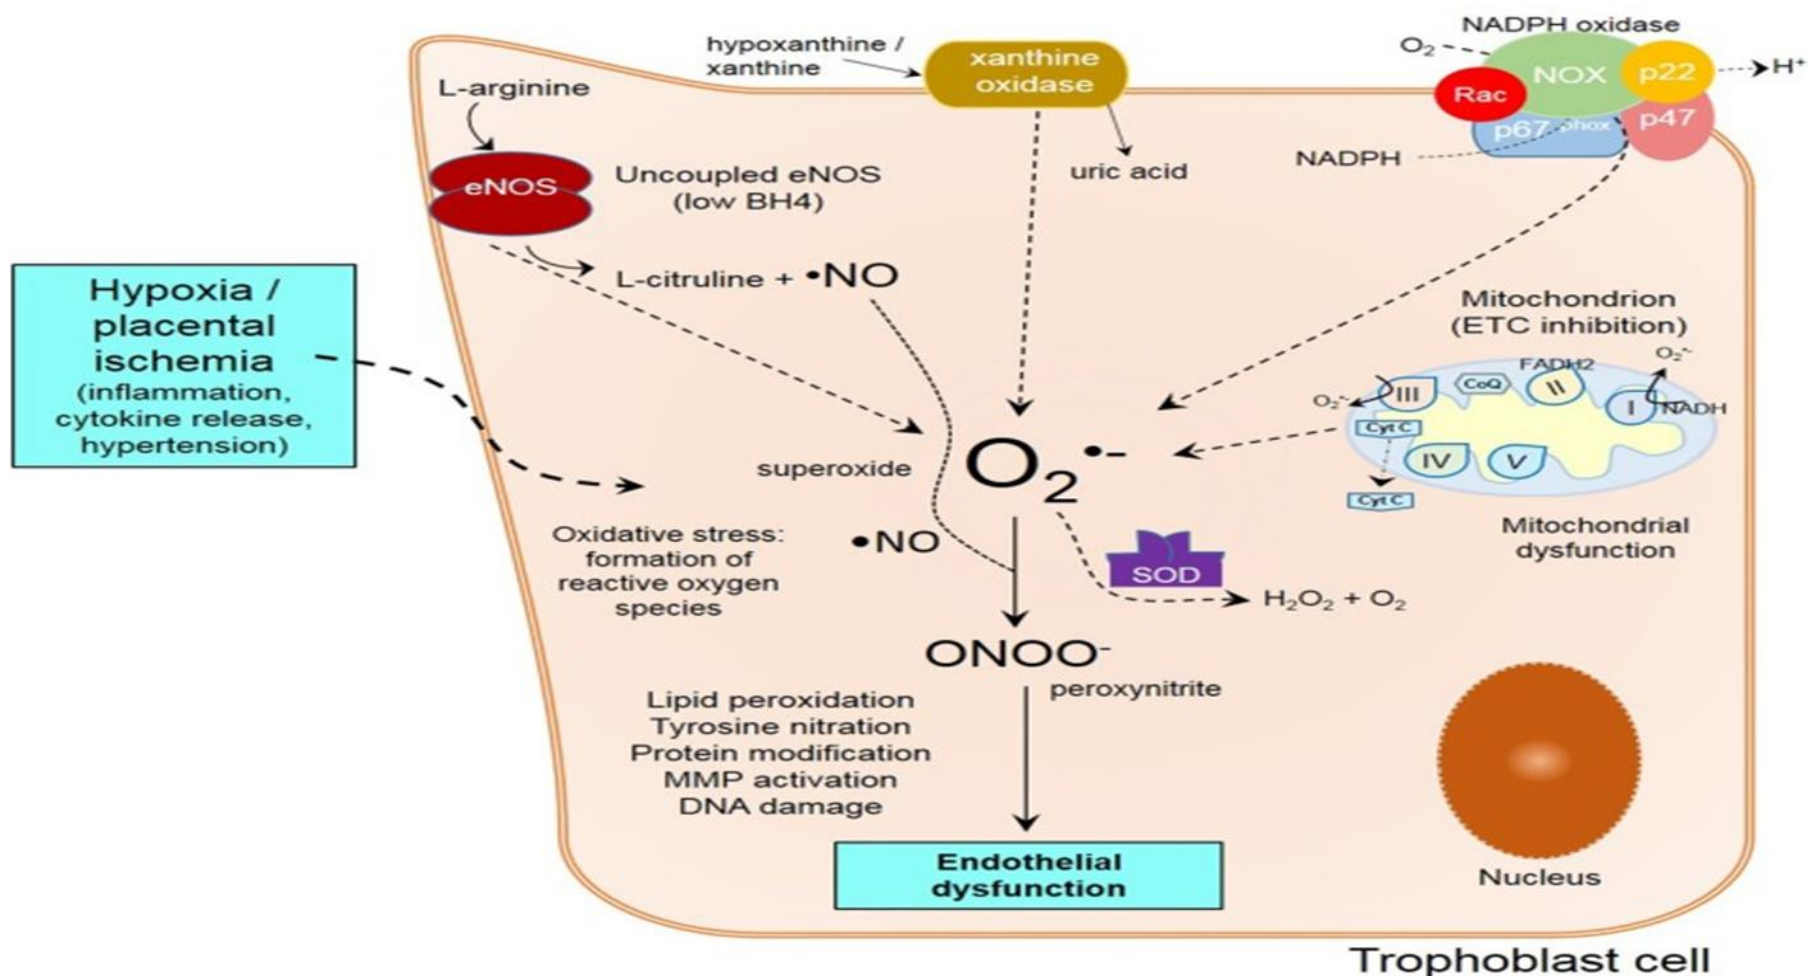 NADPH oxidase
hypoxanthine /
xanthine
xanthine
oxidase
O₂
NOX
p22
H⁺
Rac
p67phox
p47
L-arginine
NADPH
uric acid
eNOS
Uncoupled eNOS
(low BH4)
L-citruline + •NO
Hypoxia /
placental
ischemia
(inflammation,
cytokine release,
hypertension)
Mitochondrion
(ETC inhibition)
O₂•-
FADH2
CoQ
II
III
I
NADH
O₂•-
Cyt C
IV
V
Cyt C
Mitochondrial
dysfunction
superoxide
O₂•-
Oxidative stress:
formation of
reactive oxygen
species
•NO
SOD
H₂O₂ + O₂
ONOO⁻
peroxynitrite
Lipid peroxidation
Tyrosine nitration
Protein modification
MMP activation
DNA damage
Endothelial
dysfunction
Nucleus
Trophoblast cell